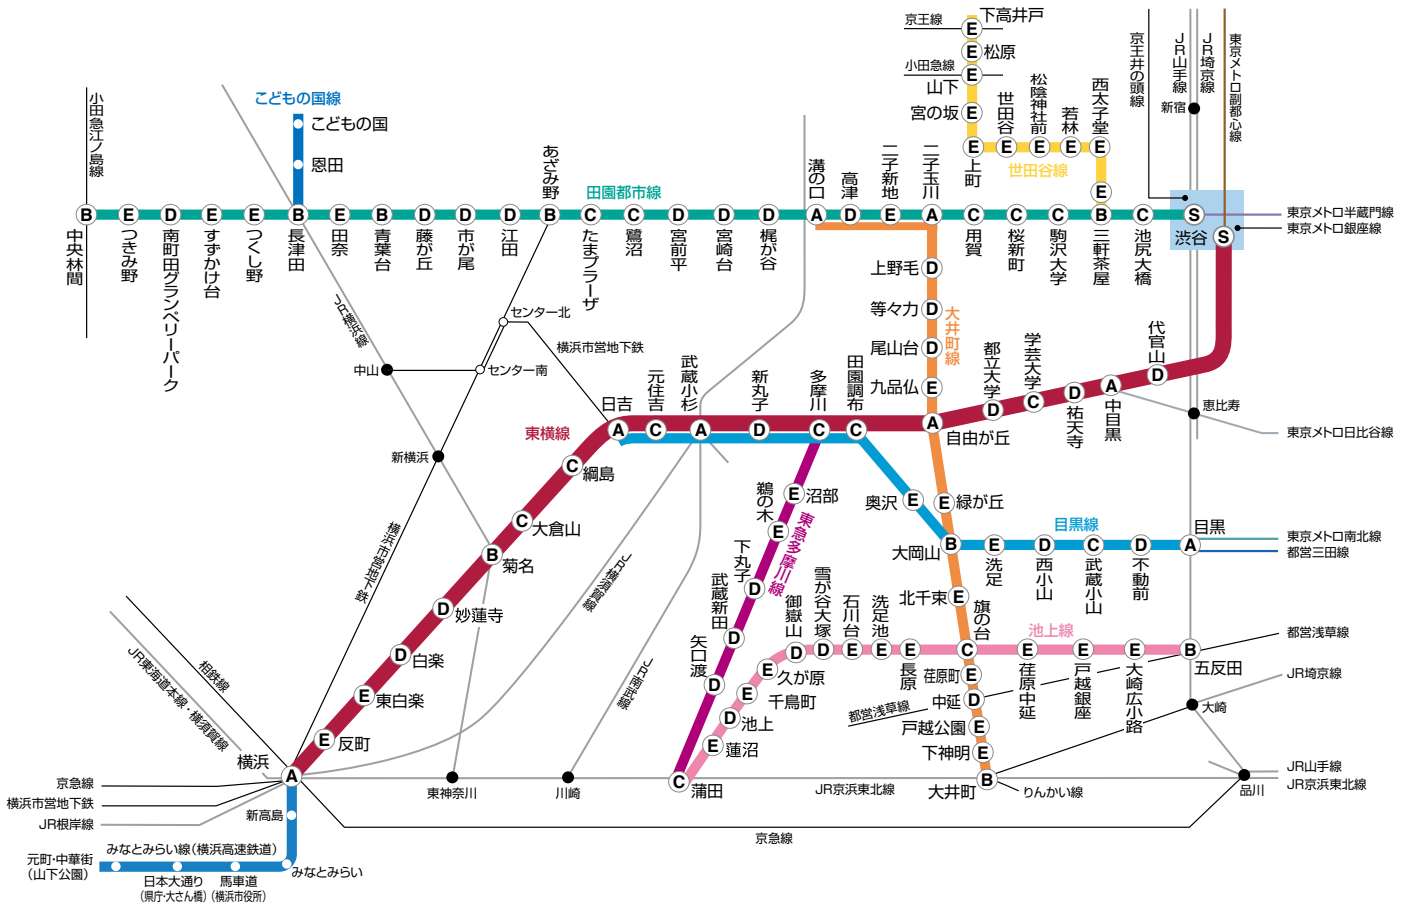 京王線
下高井戸
E
E
松原
小田急線
E
山下
宮の坂
E
E
上町
E
世田谷
E
松陰神社前
E
若林
E
西太子堂
E
世田谷線
京王井の頭線
JR山手線
JR埼京線
東京メトロ副都心線
新宿
小田急江ノ島線
こどもの国線
こどもの国
恩田
あざみ野
田園都市線
溝の口
高津
二子新地
二子玉川
B
E
D
E
E
B
E
B
D
D
D
B
C
C
D
D
D
A
D
E
A
C
C
C
B
C
S
渋谷
S
東京メトロ半蔵門線
東京メトロ銀座線
中央林間
つきみ野
南町田グランベリーパーク
すずかけ台
つくし野
長津田
田奈
青葉台
藤が丘
市が尾
江田
たまプラーザ
鷺沼
宮前平
宮崎台
梶が谷
用賀
桜新町
駒沢大学
三軒茶屋
池尻大橋
上野毛
D
等々力
D
尾山台
D
九品仏
E
大井町線
JR横浜線
センター北
横浜市営地下鉄
中山
センター南
日吉
元住吉
武蔵小杉
新丸子
多摩川
田園調布
都立大学
学芸大学
祐天寺
中目黒
代官山
恵比寿
東京メトロ日比谷線
東横線
A
C
A
D
C
C
A
自由が丘
D
C
D
A
D
新横浜
C
綱島
C
大倉山
B
菊名
D
妙蓮寺
D
白楽
E
東白楽
E
反町
横浜
A
横浜市営地下鉄
JR横須賀線
JR南武線
E
沼部
鵜の木
E
東急多摩川線
下丸子
D
武蔵新田
D
矢口渡
D
C
蒲田
奥沢
E
E
緑が丘
目黒線
目黒
大岡山
B
E
D
C
D
A
洗足
西小山
武蔵小山
不動前
東京メトロ南北線
都営三田線
北千束
E
旗の台
池上線
御嶽山
雪が谷大塚
石川台
洗足池
D
D
E
E
E
長原
C
E
E
E
B
五反田
荏原中延
戸越銀座
大崎広小路
E
久が原
E
千鳥町
D
池上
E
蓮沼
荏原町
E
中延
D
戸越公園
E
下神明
E
大井町
B
都営浅草線
都営浅草線
JR埼京線
大崎
JR山手線
JR京浜東北線
品川
りんかい線
JR京浜東北線
京急線
東神奈川
川崎
相鉄線
JR東海道本線・横須賀線
京急線
横浜市営地下鉄
JR根岸線
新高島
みなとみらい線(横浜高速鉄道)
元町・中華街
(山下公園)
日本大通り
(県庁・大さん橋)
馬車道
(横浜市役所)
みなとみらい